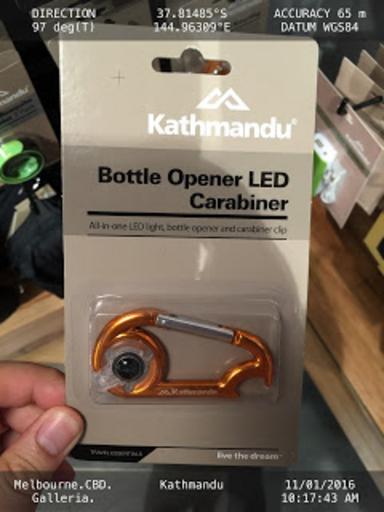 DIRECTION 37.81485°S ACCURACY 65 m
97 deg(T) 144.96309°E DATUM WGS84
Kathmandu®
Bottle Opener LED
Carabiner
All-in-one LED light, bottle opener and carabiner clip
Kathmandu
live the dream™
Melbourne.CBD. Kathmandu 11/01/2016
Galleria. 10:17:43 AM